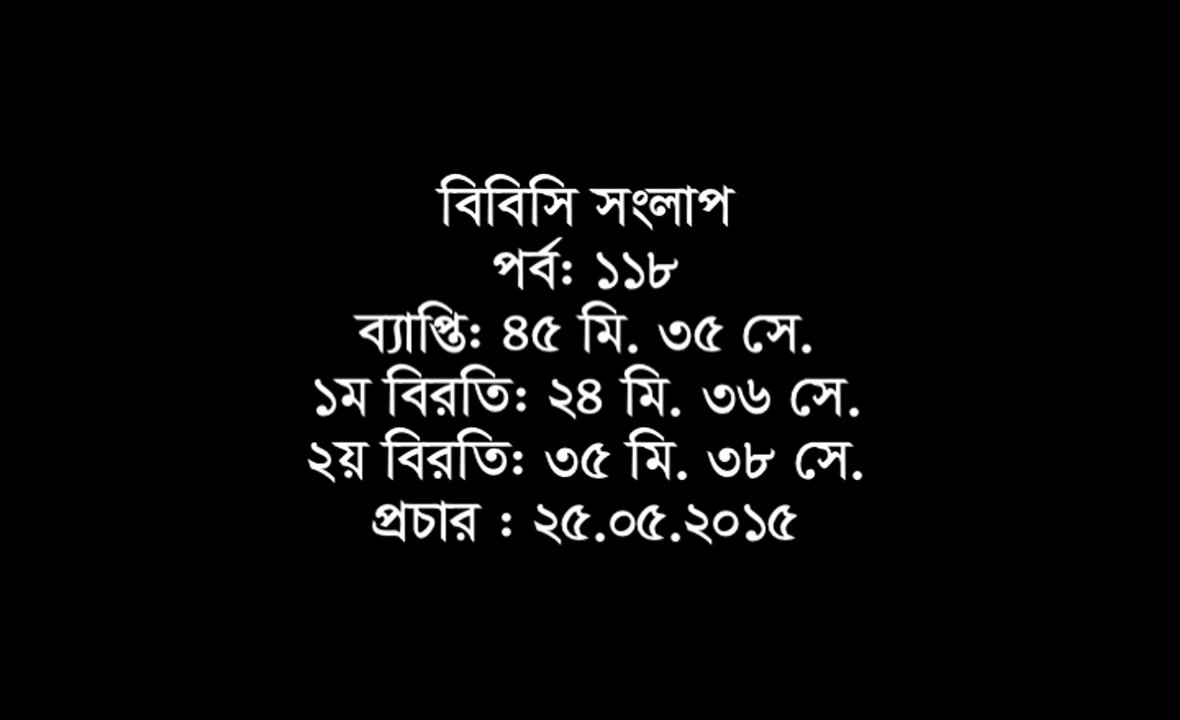 বিবিসি সংলাপ
পর্ব: ১১৮
ব্যাপ্তি: ৪৫ মি. ৩৫ সে.
১ম বিরতি: ২৪ মি. ৩৬ সে.
২য় বিরতি: ৩৫ মি. ৩৮ সে.
প্রচার : ২৫.০৫.২০১৫